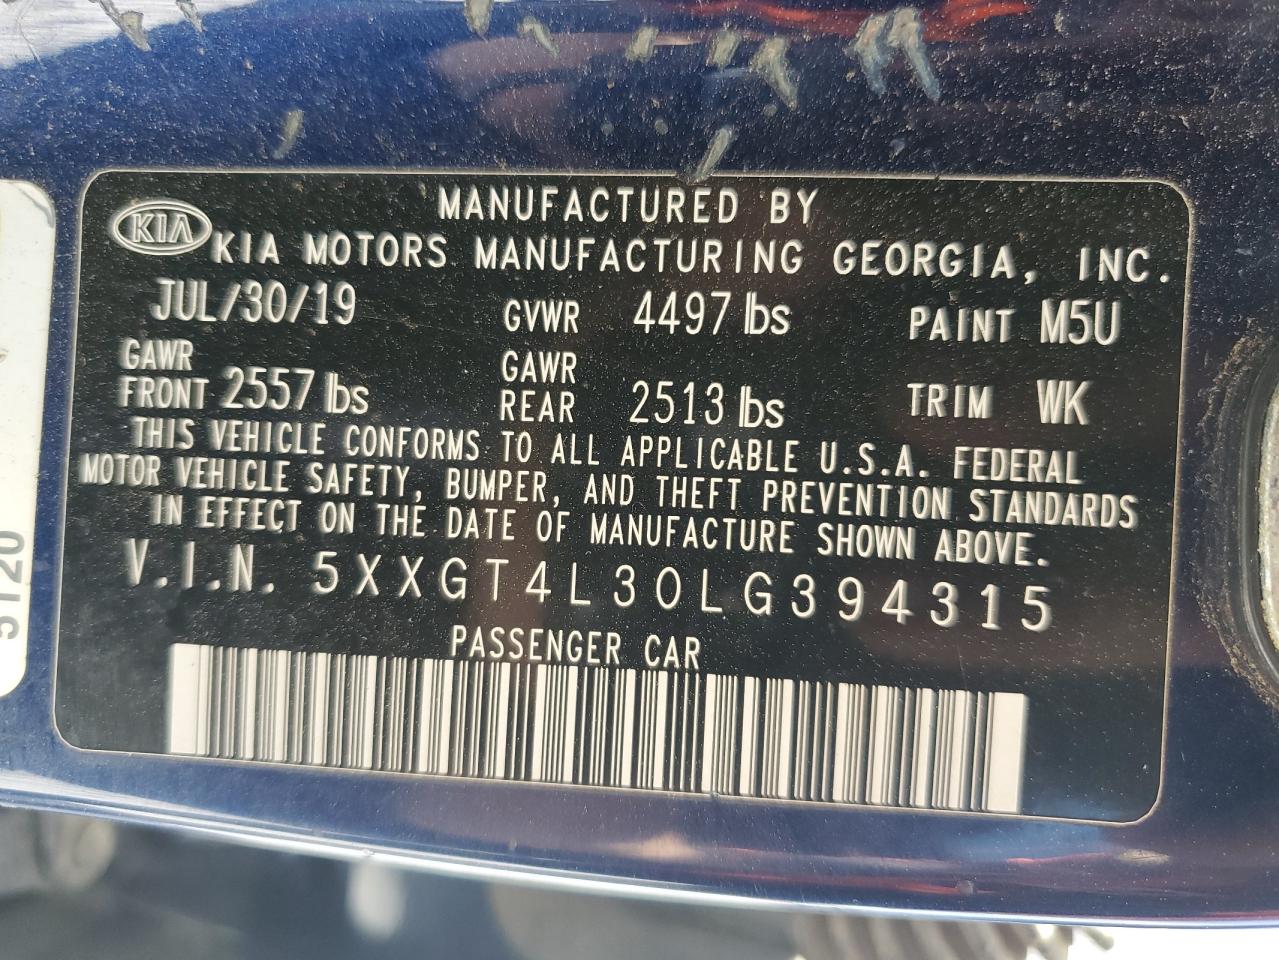 MANUFACTURED BY
KIA KIA MOTORS MANUFACTURING GEORGIA, INC.
JUL/30/19 GVWR 4497 lbs PAINT M5U
GAWR FRONT 2557 lbs GAWR REAR 2513 lbs TRIM WK
THIS VEHICLE CONFORMS TO ALL APPLICABLE U.S.A. FEDERAL
MOTOR VEHICLE SAFETY, BUMPER, AND THEFT PREVENTION STANDARDS
IN EFFECT ON THE DATE OF MANUFACTURE SHOWN ABOVE.
V.I.N. 5XXGT4L30LG394315
PASSENGER CAR
5120